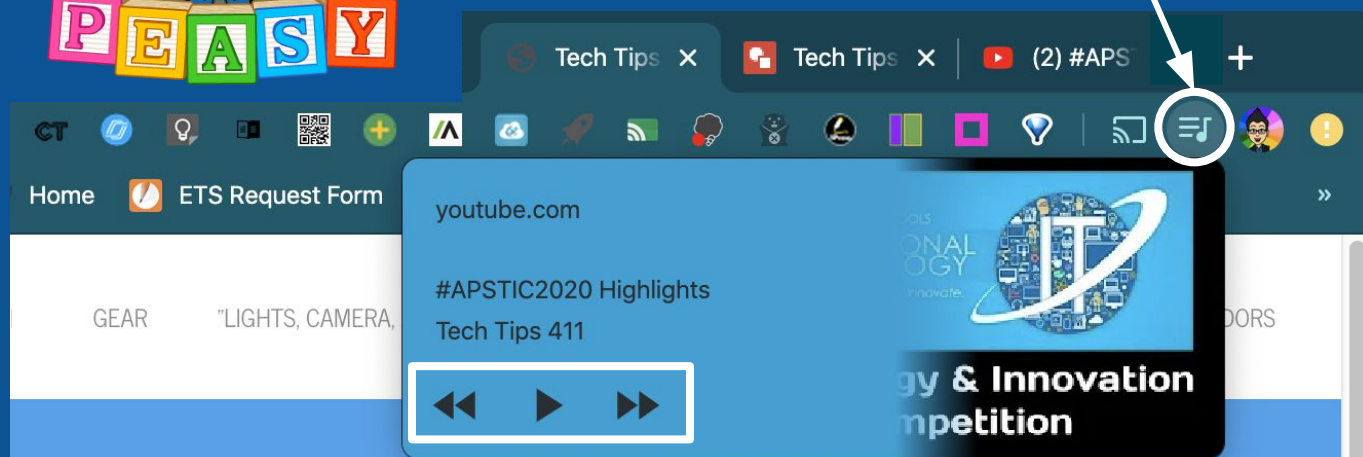 PEASY
Tech Tips
Tech Tips
(2) #APS
CT
Home
ETS Request Form
»
youtube.com
#APSTIC2020 Highlights
Tech Tips 411
GEAR
"LIGHTS, CAMERA,
DORS
ONAL
OGY
innovate.
IT
gy & Innovation
mpetition